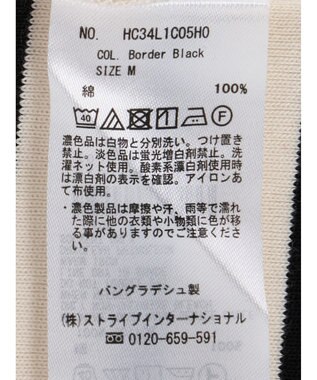 NO. HC34L1C05H0
COL. Border Black
SIZE M
綿 100%
40 F
濃色品は白物と分別洗い。つけ置き
禁止。淡色品は蛍光増白剤禁止。洗
濯ネット使用。酸素系漂白剤使用時
は漂白剤の表示を確認。アイロンあ
て布使用。
・濃色製品は摩擦や汗、雨等で濡れ
た際に他の衣類や小物類に色が移
る事がありますのでご注意下さい
バングラデシュ製
(株)ストライプインターナショナル
0120-659-591